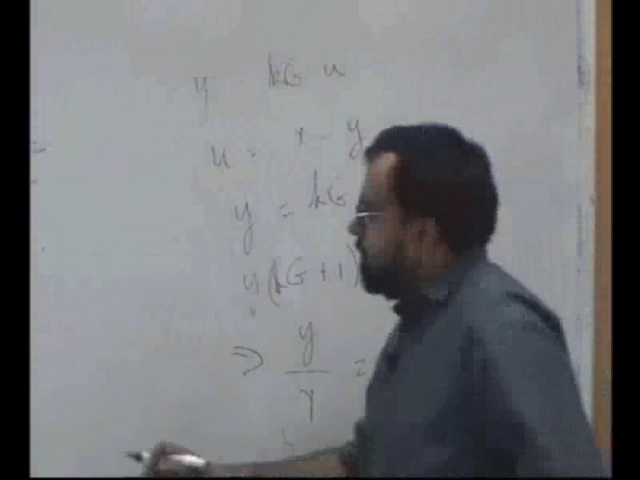 y = kG u
u = r - y
y = kG
y(kG + 1)
⇒ y/r =